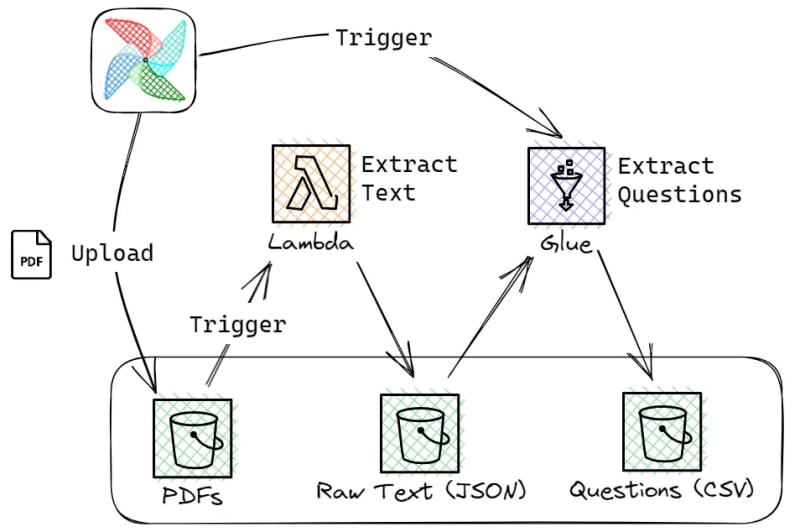 Trigger
Extract
Text
Lambda
Extract
Questions
Glue
PDF
Upload
Trigger
PDFs
Raw Text (JSON)
Questions (CSV)